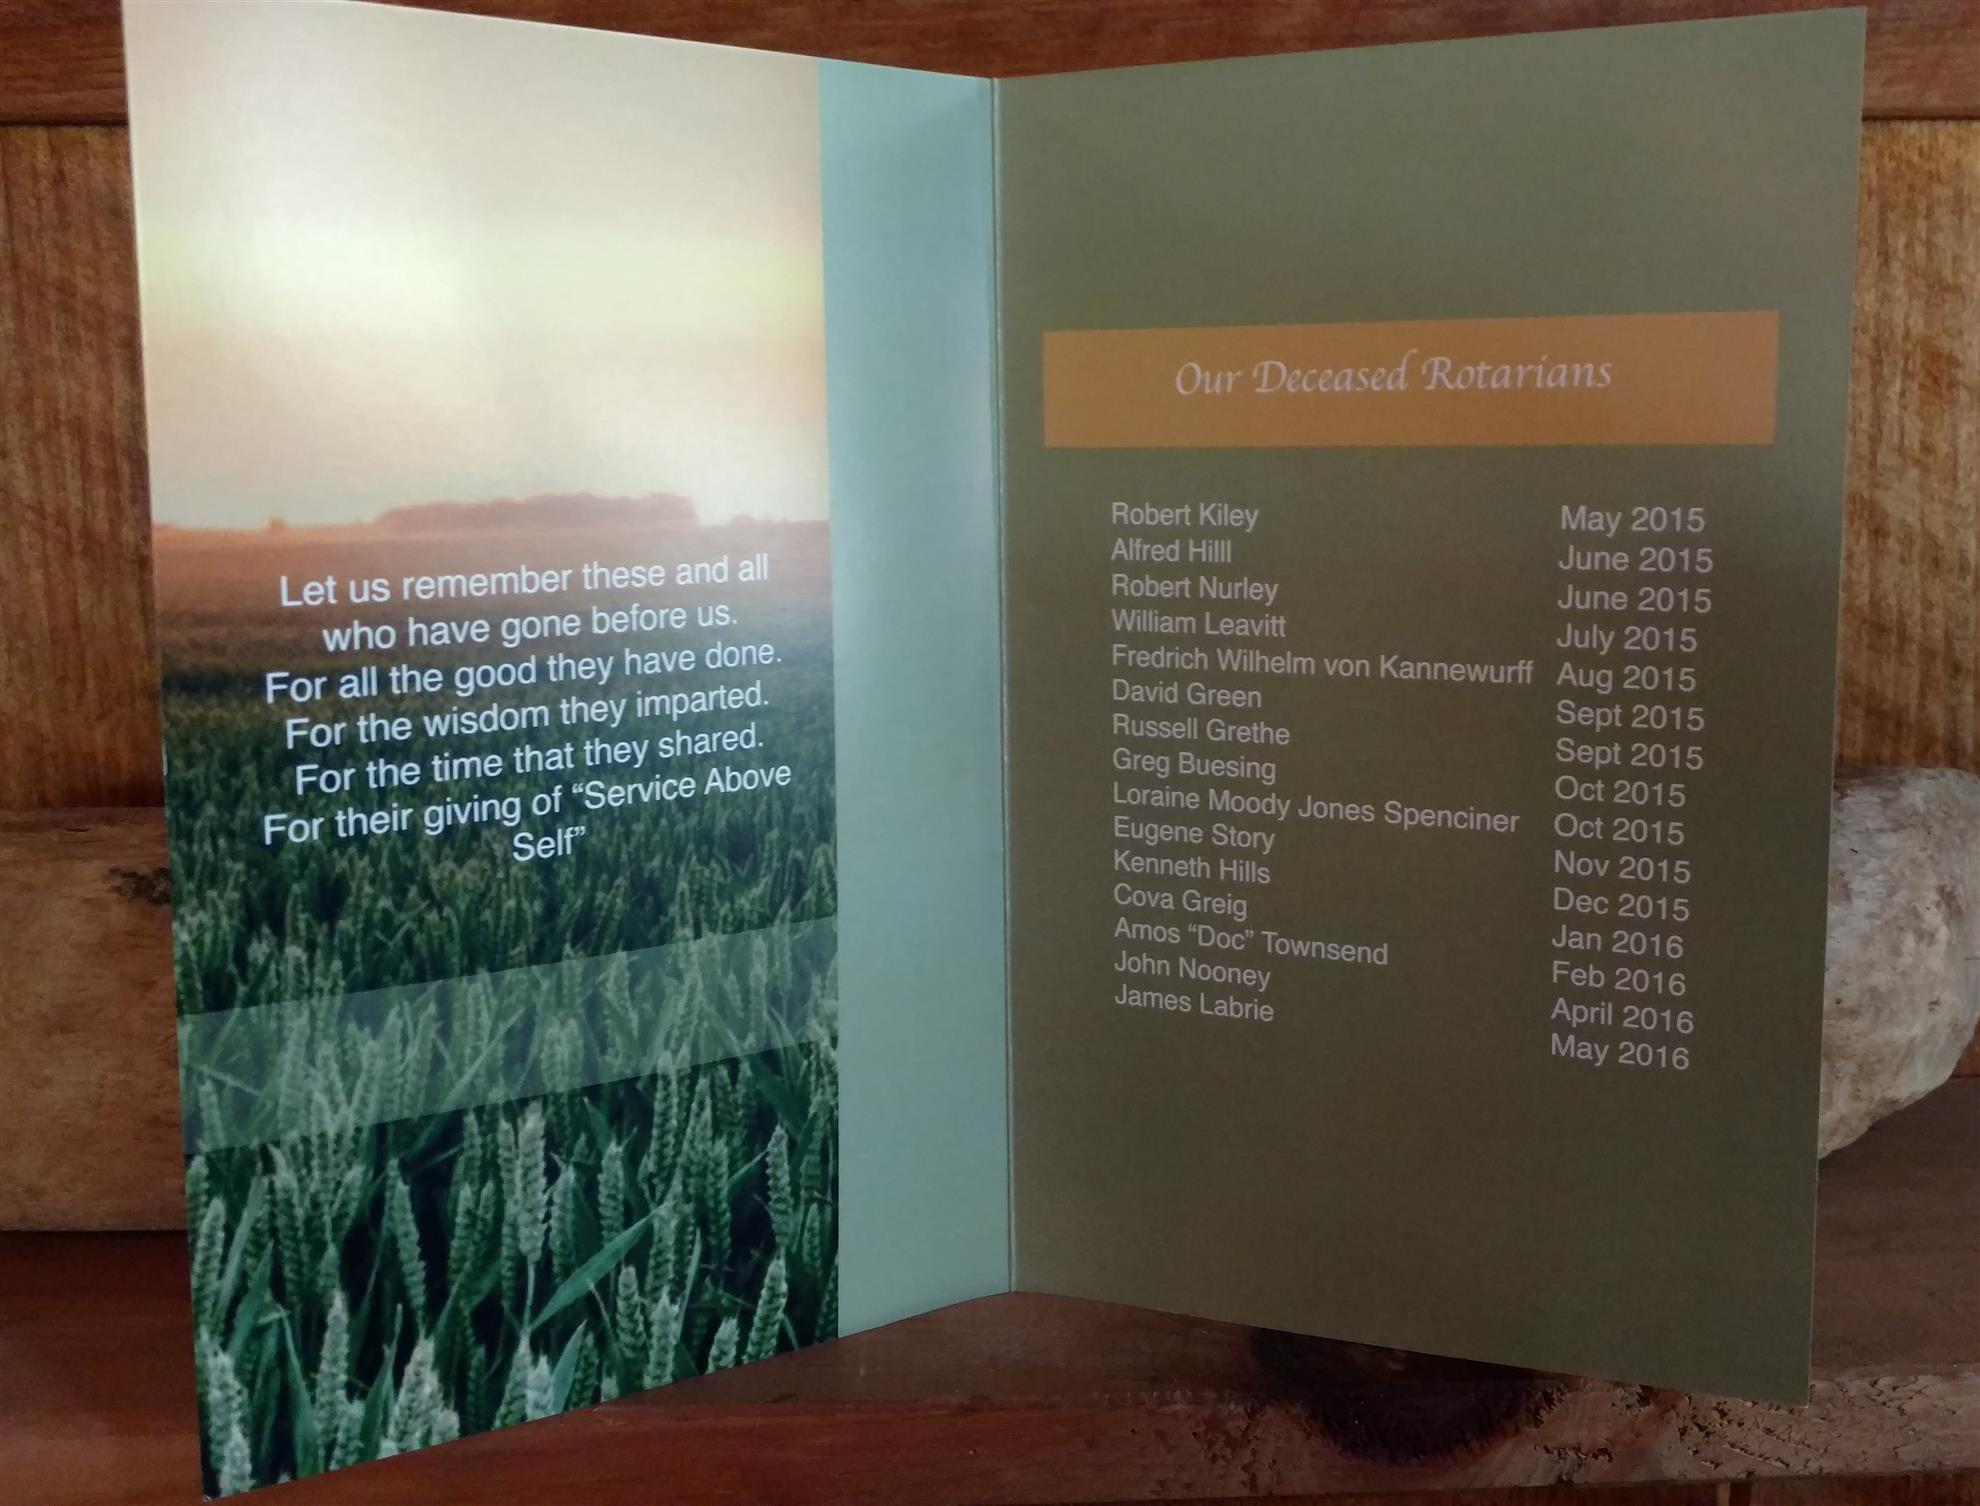 Let us remember these and all
who have gone before us.
For all the good they have done.
For the wisdom they imparted.
For the time that they shared.
For their giving of “Service Above
Self”
Our Deceased Rotarians
Robert Kiley May 2015
Alfred Hilll June 2015
Robert Nurley June 2015
William Leavitt July 2015
Fredrich Wilhelm von Kannewurff Aug 2015
David Green Sept 2015
Russell Grethe Sept 2015
Greg Buesing Oct 2015
Loraine Moody Jones Spenciner Oct 2015
Eugene Story Nov 2015
Kenneth Hills Dec 2015
Cova Greig Jan 2016
Amos “Doc” Townsend Feb 2016
John Nooney April 2016
James Labrie May 2016